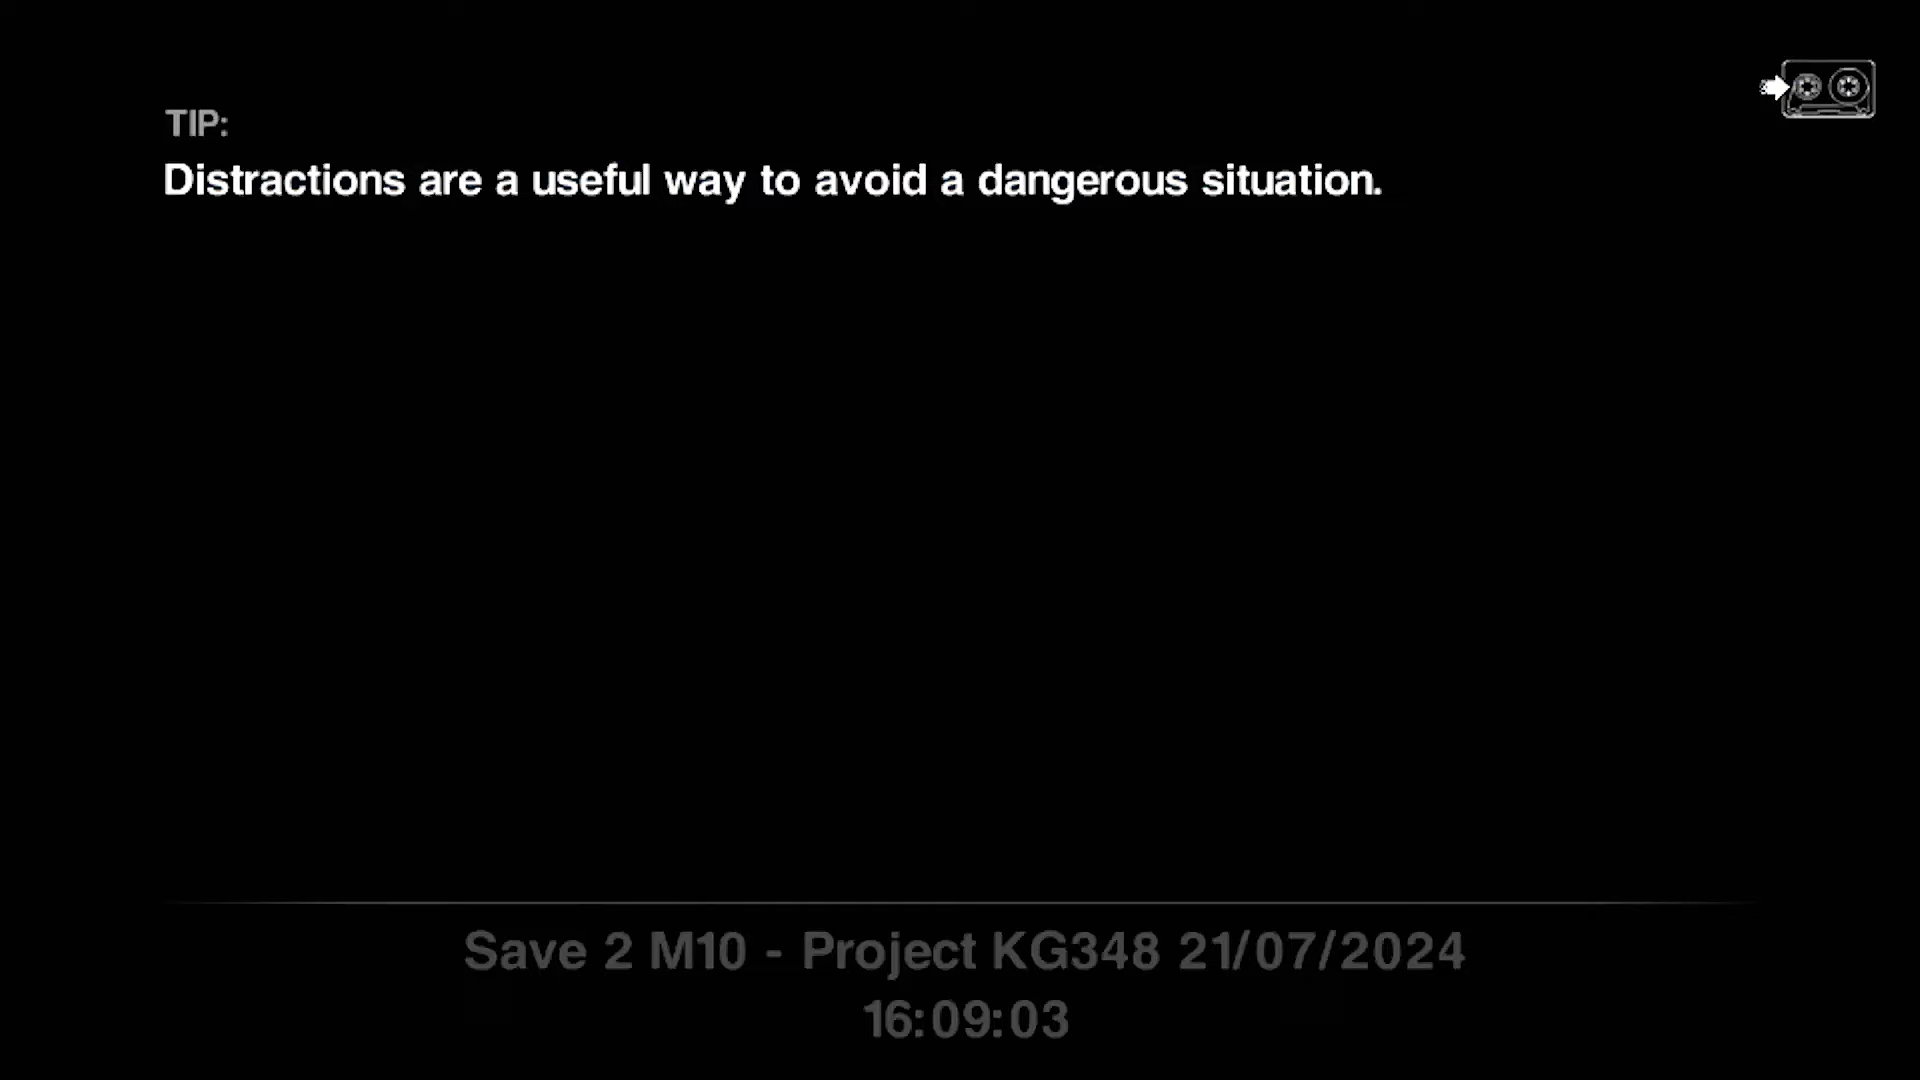 TIP:
Distractions are a useful way to avoid a dangerous situation.
Save 2 M10 - Project KG348 21/07/2024
16:09:03